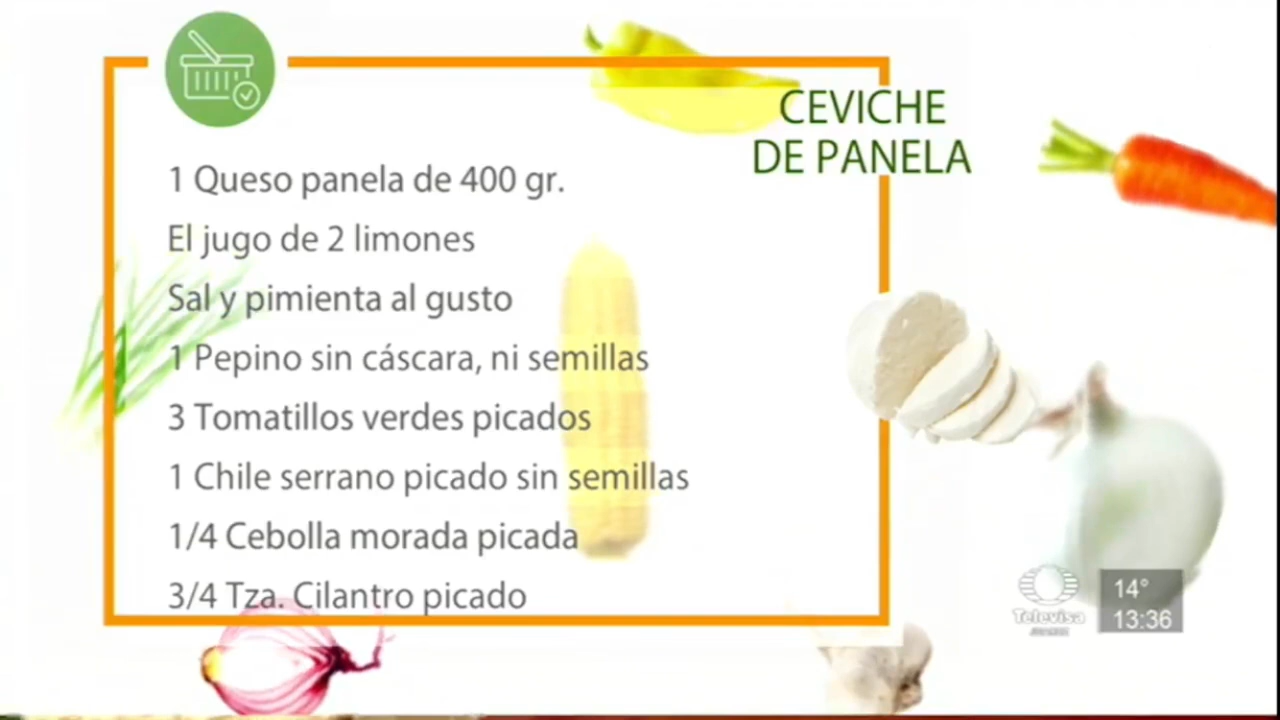 CEVICHE
DE PANELA
1 Queso panela de 400 gr.
El jugo de 2 limones
Sal y pimienta al gusto
1 Pepino sin cáscara, ni semillas
3 Tomatillos verdes picados
1 Chile serrano picado sin semillas
1/4 Cebolla morada picada
3/4 Tza. Cilantro picado
14°
Televisa
13:36